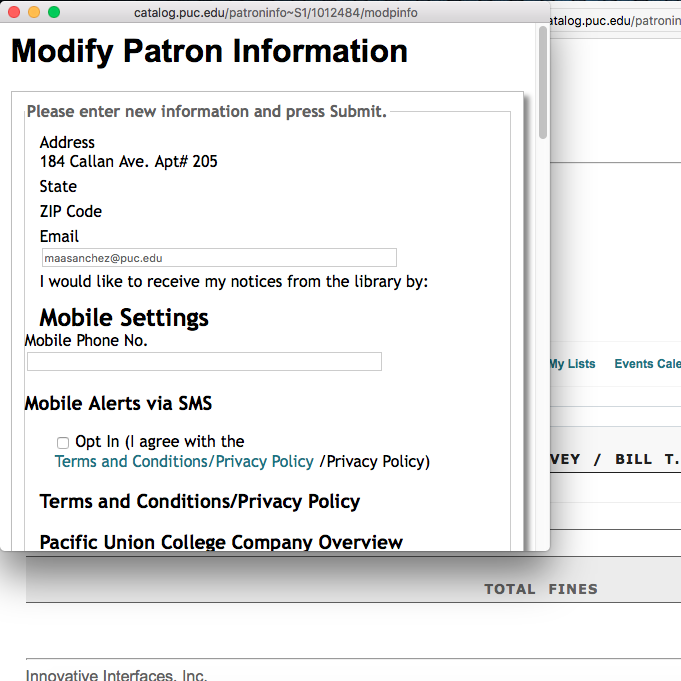 catalog.puc.edu/patroninfo~S1/1012484/modpinfo
atalog.puc.edu/patronin
Modify Patron Information
Please enter new information and press Submit.
Address
184 Callan Ave. Apt# 205
State
ZIP Code
Email
maasanchez@puc.edu
I would like to receive my notices from the library by:
Mobile Settings
Mobile Phone No.
My Lists Events Cale
Mobile Alerts via SMS
Opt In (I agree with the
Terms and Conditions/Privacy Policy /Privacy Policy)
VEY / BILL T.
Terms and Conditions/Privacy Policy
Pacific Union College Company Overview
TOTAL FINES
Innovative Interfaces, Inc.